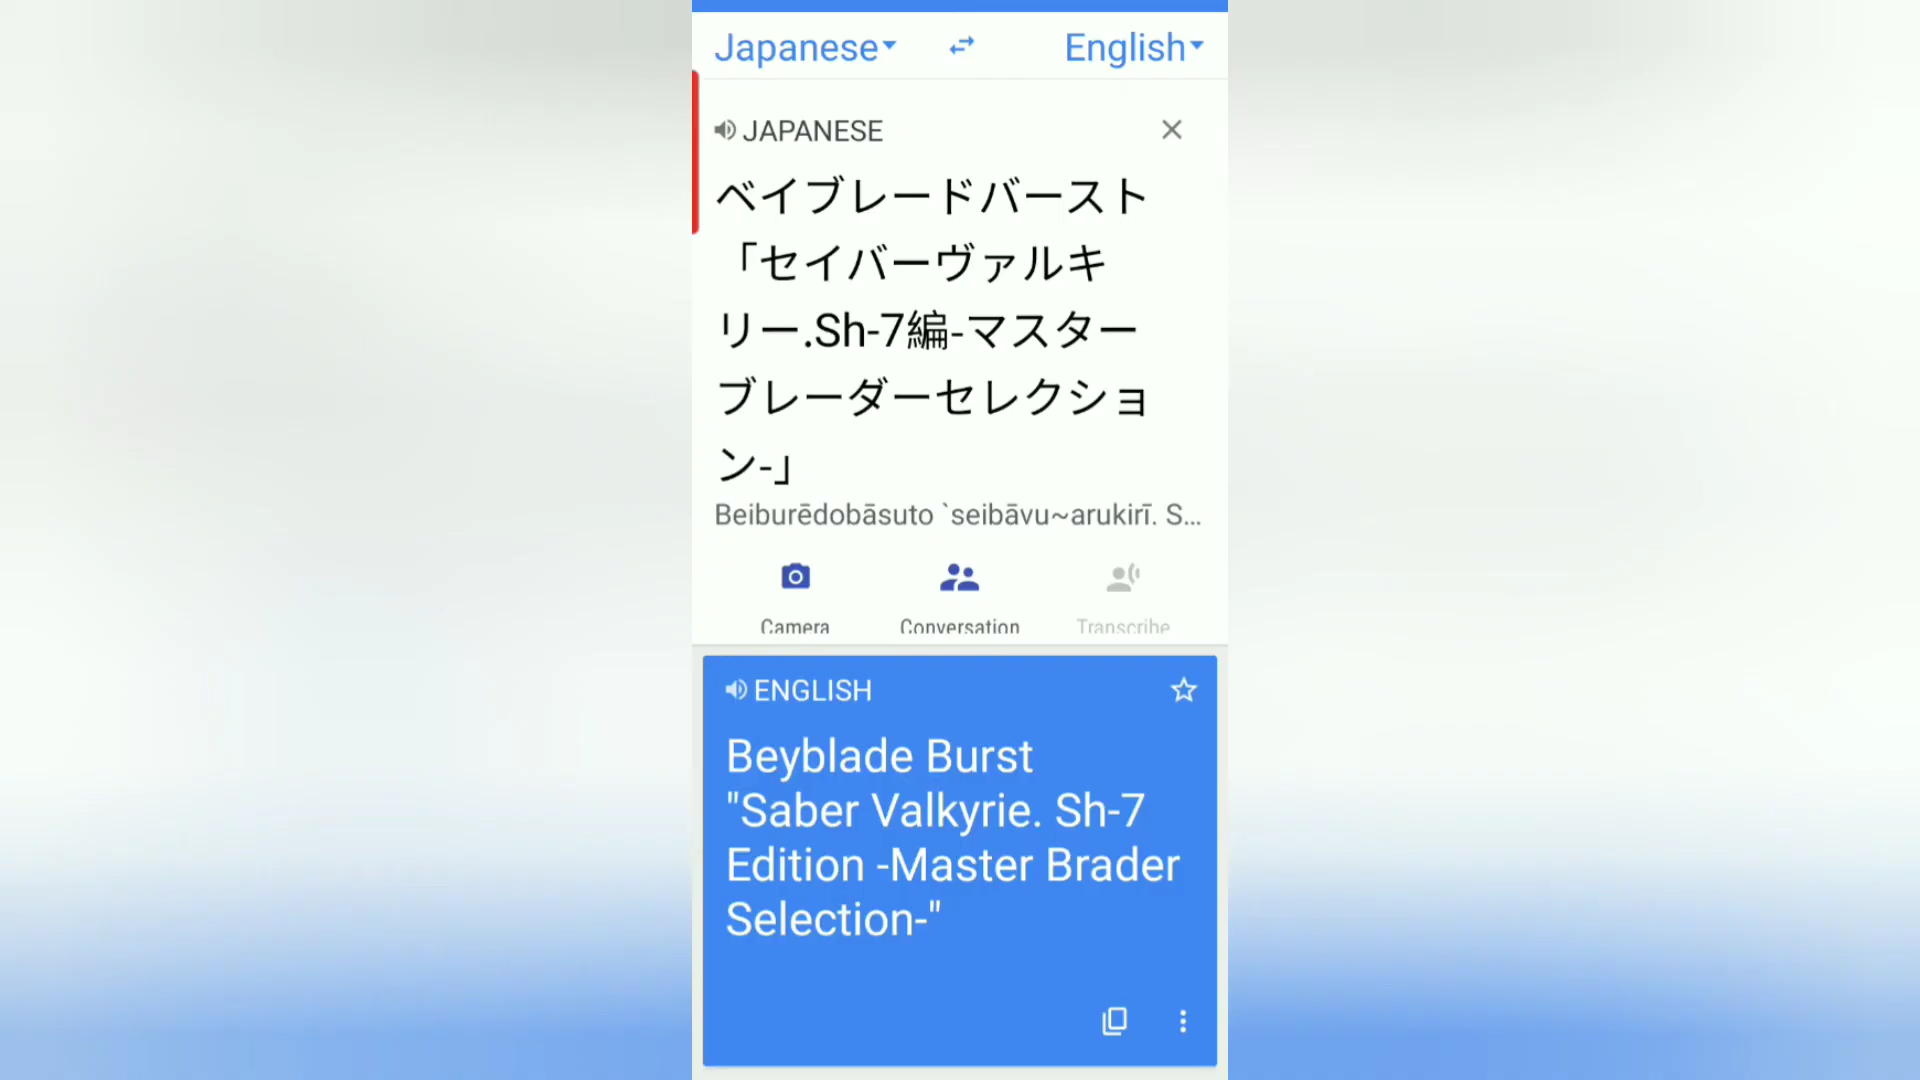 Japanese English
JAPANESE
ベイブレードバースト
「セイバーヴァルキ
リー.Sh-7編-マスター
ブレーダーセレクショ
ン-」
Beiburēdobāsuto `seibāvu~arukirī. S...
Camera Conversation Transcribe
ENGLISH
Beyblade Burst
"Saber Valkyrie. Sh-7
Edition -Master Brader
Selection-"